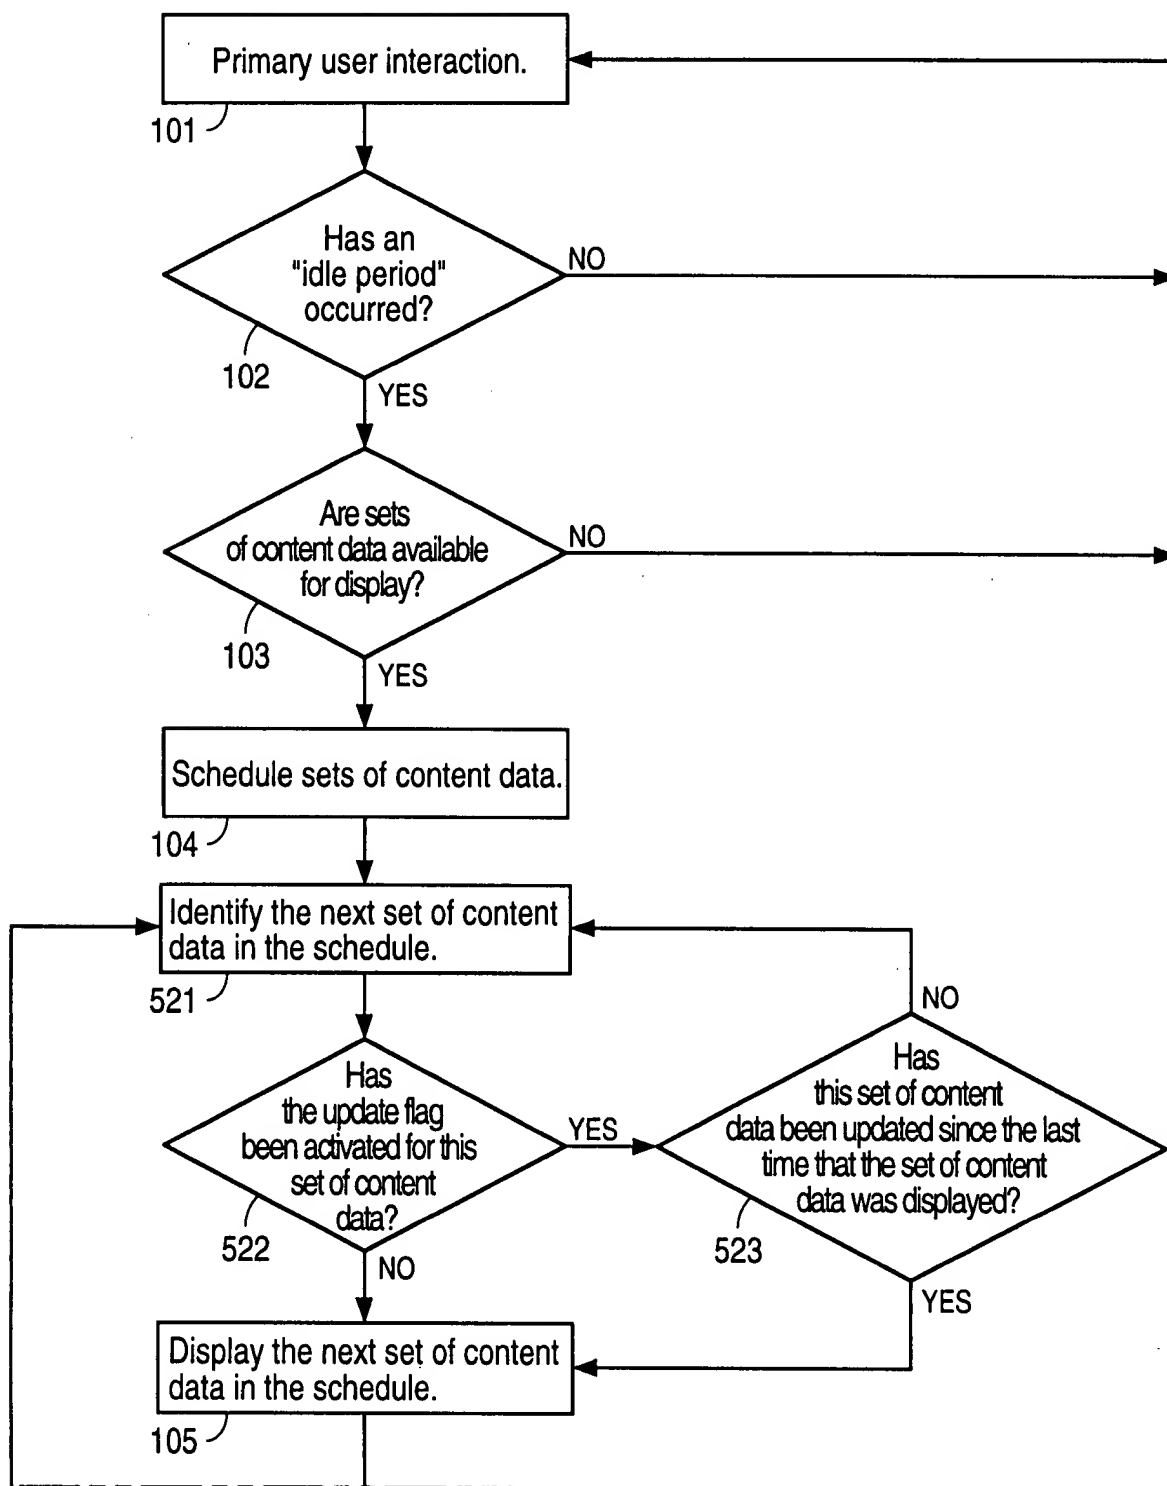 Primary user interaction.
101
Has an
"idle period"
occurred?
NO
102
YES
Are sets
of content data available
for display?
NO
103
YES
Schedule sets of content data.
104
Identify the next set of content
data in the schedule.
521
NO
Has
the update flag
been activated for this
set of content
data?
YES
522
NO
Has
this set of content
data been updated since the last
time that the set of content
data was displayed?
523
YES
Display the next set of content
data in the schedule.
105